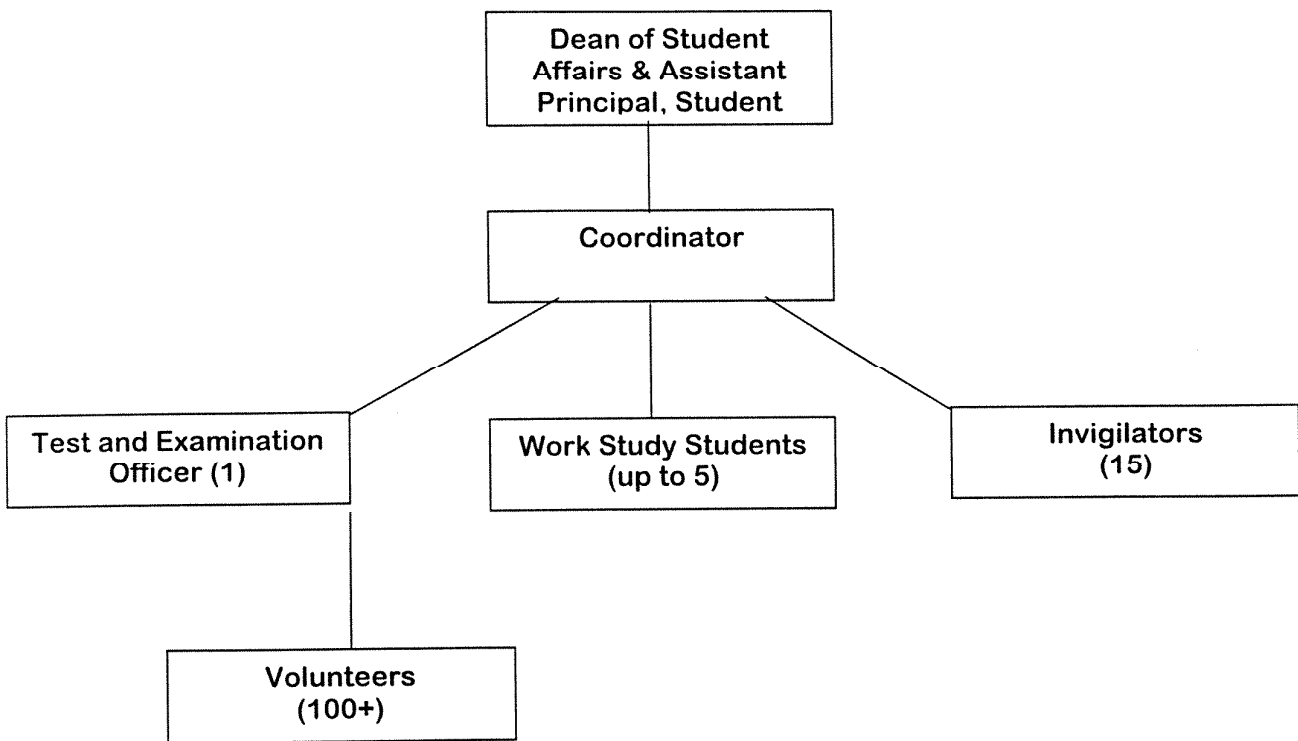 Dean of Student
Affairs & Assistant
Principal, Student
Coordinator
Test and Examination
Officer (1)
Work Study Students
(up to 5)
Invigilators
(15)
Volunteers
(100+)